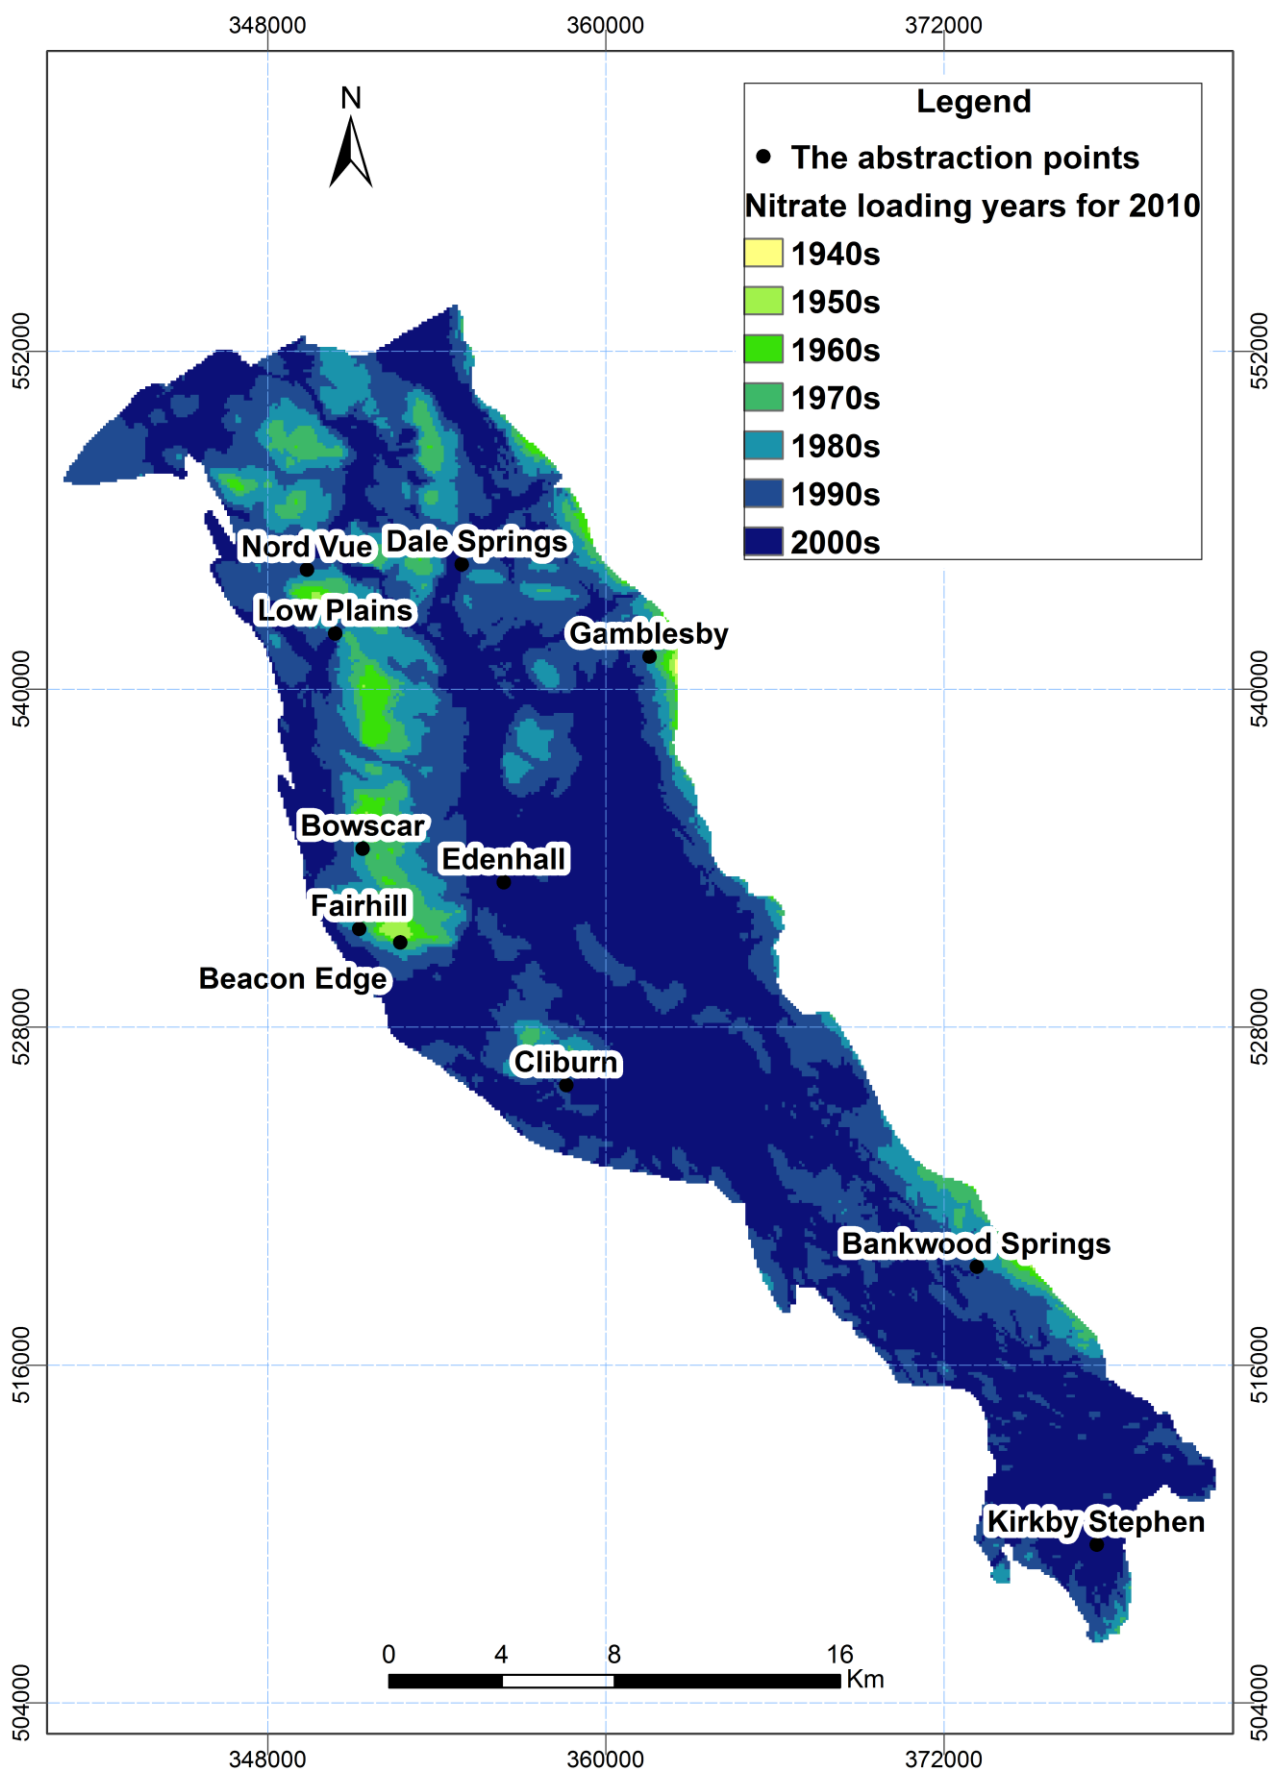 348000
360000
372000
N
Legend
The abstraction points
Nitrate loading years for 2010
1940s
1950s
1960s
1970s
1980s
1990s
2000s
552000
552000
Nord Vue
Dale Springs
Low Plains
Gamblesby
540000
540000
Bowscar
Edenhall
Fairhill
Beacon Edge
528000
528000
Cliburn
Bankwood Springs
516000
516000
Kirkby Stephen
0 4 8 16
Km
504000
504000
348000
360000
372000